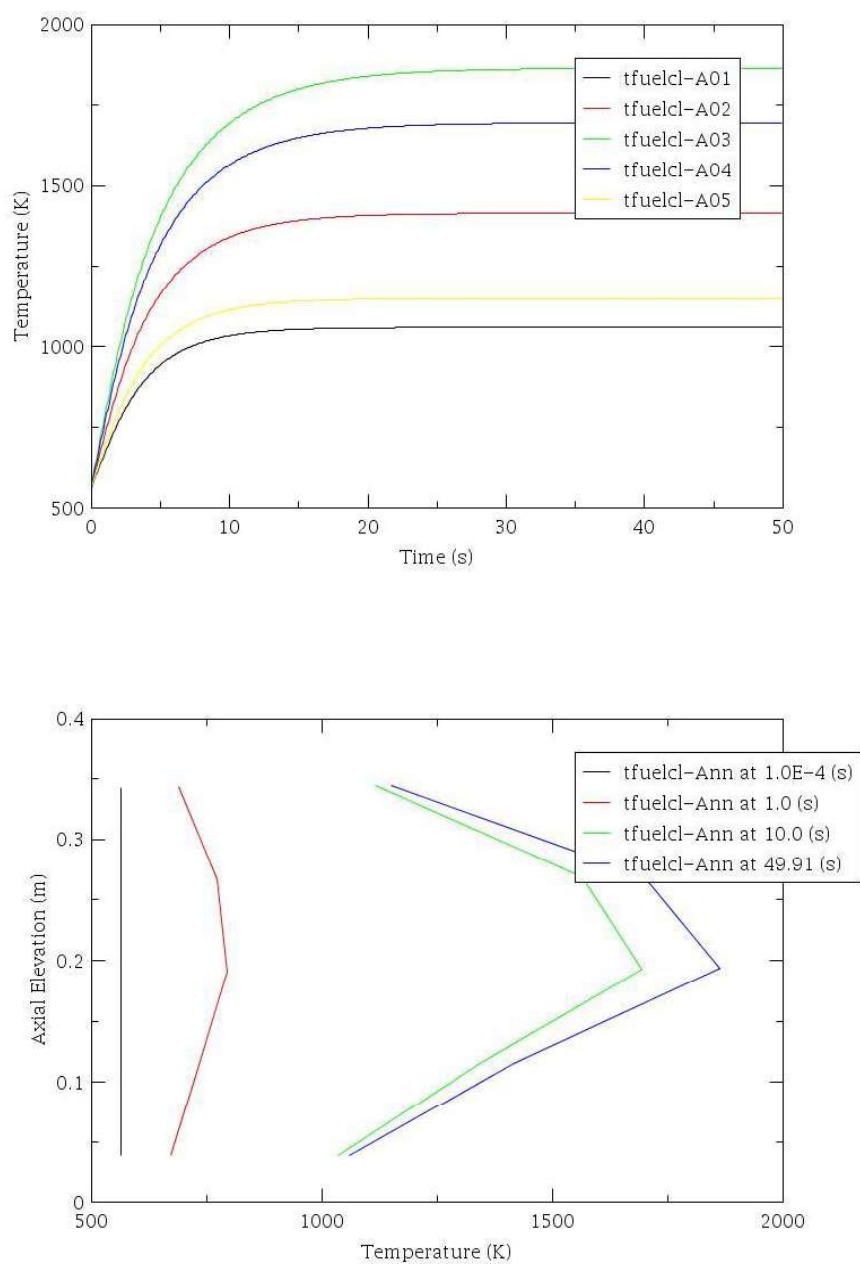 2000
1500
1000
500
Temperature (K)
tfuelcl-A01
tfuelcl-A02
tfuelcl-A03
tfuelcl-A04
tfuelcl-A05
0 10 20 30 40 50
Time (s)
0.4
0.3
0.2
0.1
0
Axial Elevation (m)
tfuelcl-Ann at 1.0E-4 (s)
tfuelcl-Ann at 1.0 (s)
tfuelcl-Ann at 10.0 (s)
tfuelcl-Ann at 49.91 (s)
500 1000 1500 2000
Temperature (K)